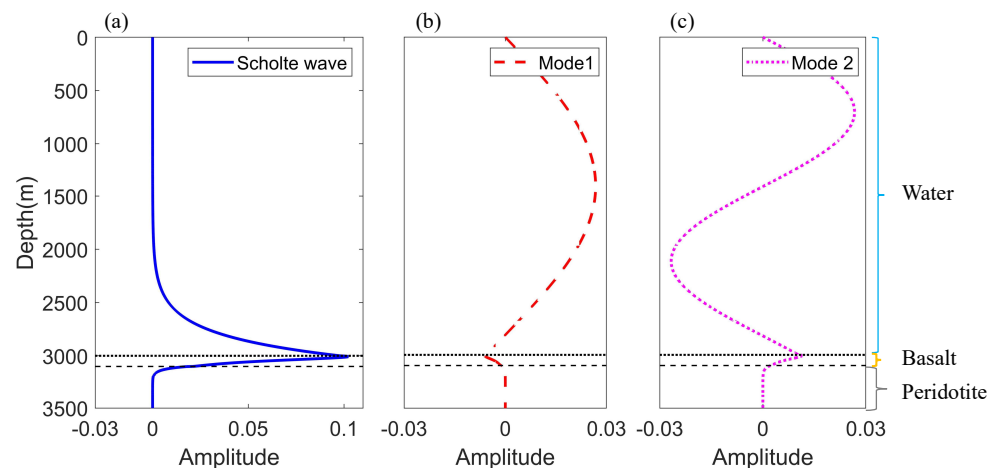 (a)
(b)
(c)
Scholte wave
Mode1
Mode 2
0
500
1000
1500
2000
2500
3000
3500
Depth(m)
Water
Basalt
Peridotite
-0.03 0 0.05 0.1
-0.03 0 0.03
-0.03 0 0.03
Amplitude
Amplitude
Amplitude